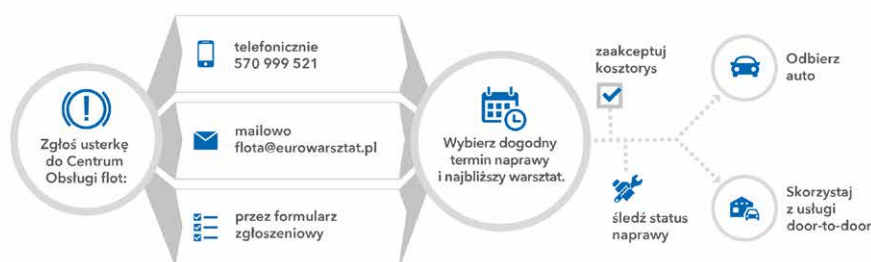 Zgłoś usterkę
do Centrum
Obsługi flot:
telefonicznie
570 999 521
mailowo
flota@eurowarsztat.pl
przez formularz
zgłoszeniowy
Wybierz dogodny
termin naprawy
i najbliższy warsztat.
zaakceptuj
kosztorys
śledź status
naprawy
Odbierz
auto
Skorzystaj
z usługi
door-to-door